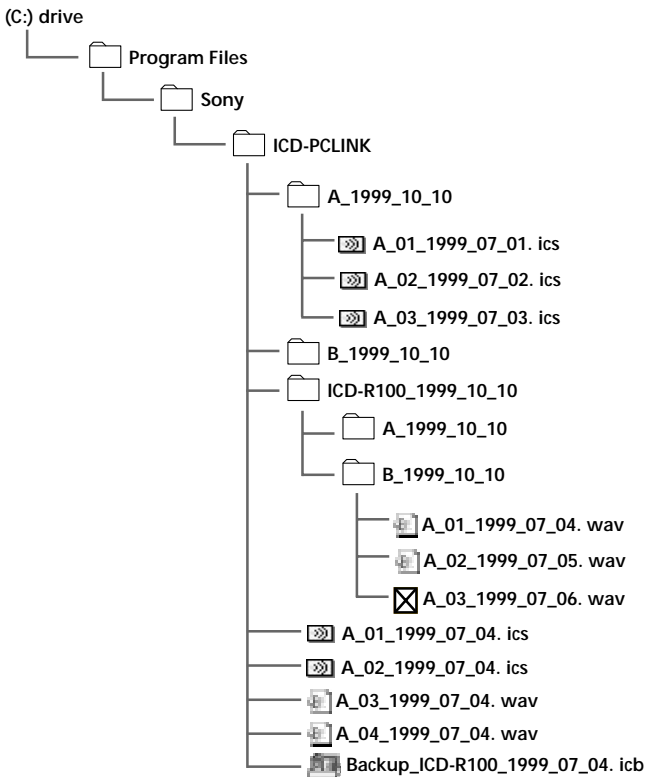 (C:) drive
Program Files
Sony
ICD-PCLINK
A_1999_10_10
A_01_1999_07_01. ics
A_02_1999_07_02. ics
A_03_1999_07_03. ics
B_1999_10_10
ICD-R100_1999_10_10
A_1999_10_10
B_1999_10_10
A_01_1999_07_04. wav
A_02_1999_07_05. wav
A_03_1999_07_06. wav
A_01_1999_07_04. ics
A_02_1999_07_04. ics
A_03_1999_07_04. wav
A_04_1999_07_04. wav
Backup_ICD-R100_1999_07_04. icb